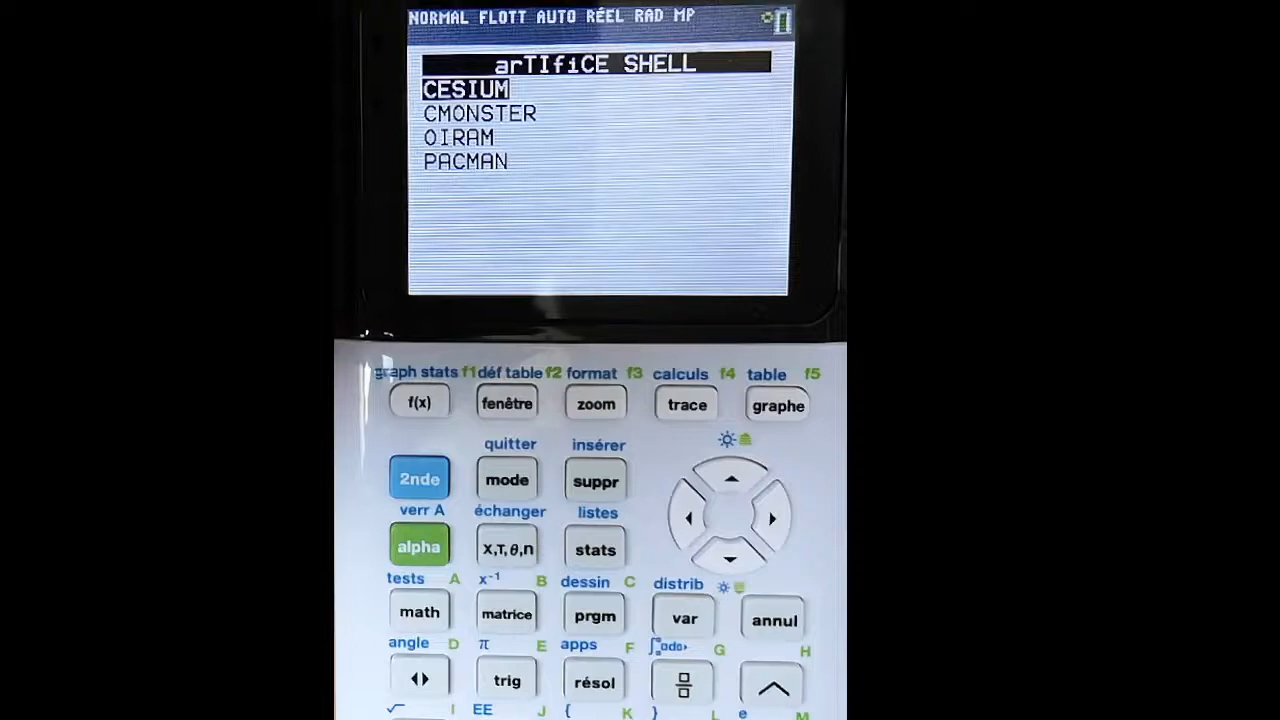 NORMAL FLOTT AUTO RÉEL RAD MP
arTIfiCE SHELL
CESIUM
CMONSTER
OIRAM
PACMAN
graph stats f1 déf table f2 format f3 calculs f4 table f5
f(x) fenêtre zoom trace graphe
quitter insérer
2nde mode suppr
verr A échanger listes
alpha X,T,θ,n stats
tests A x⁻¹ B dessin C distrib
math matrice prgm var annul
angle D π E apps F G H
trig résol
√ I EE J { K } L e M